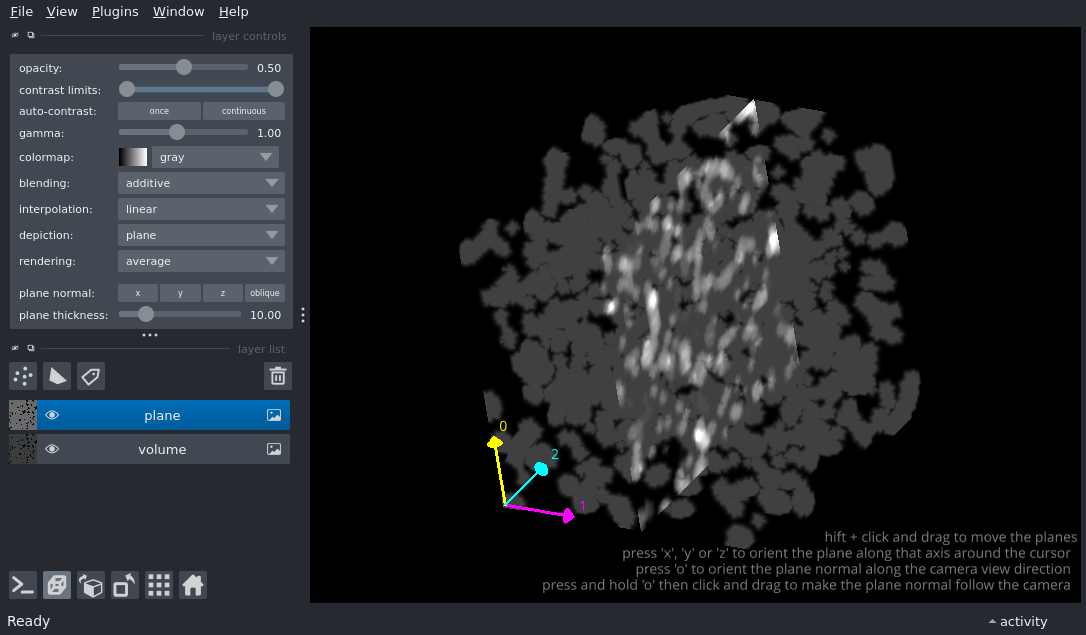 File View Plugins Window Help
layer controls
opacity: 0.50
contrast limits:
auto-contrast: once continuous
gamma: 1.00
colormap: gray
blending: additive
interpolation: linear
depiction: plane
rendering: average
plane normal: x y z oblique
plane thickness: 10.00
layer list
plane
volume
0
2
1
hift + click and drag to move the planes
press 'x', 'y' or 'z' to orient the plane along that axis around the cursor
press 'o' to orient the plane normal along the camera view direction
press and hold 'o' then click and drag to make the plane normal follow the camera
Ready activity